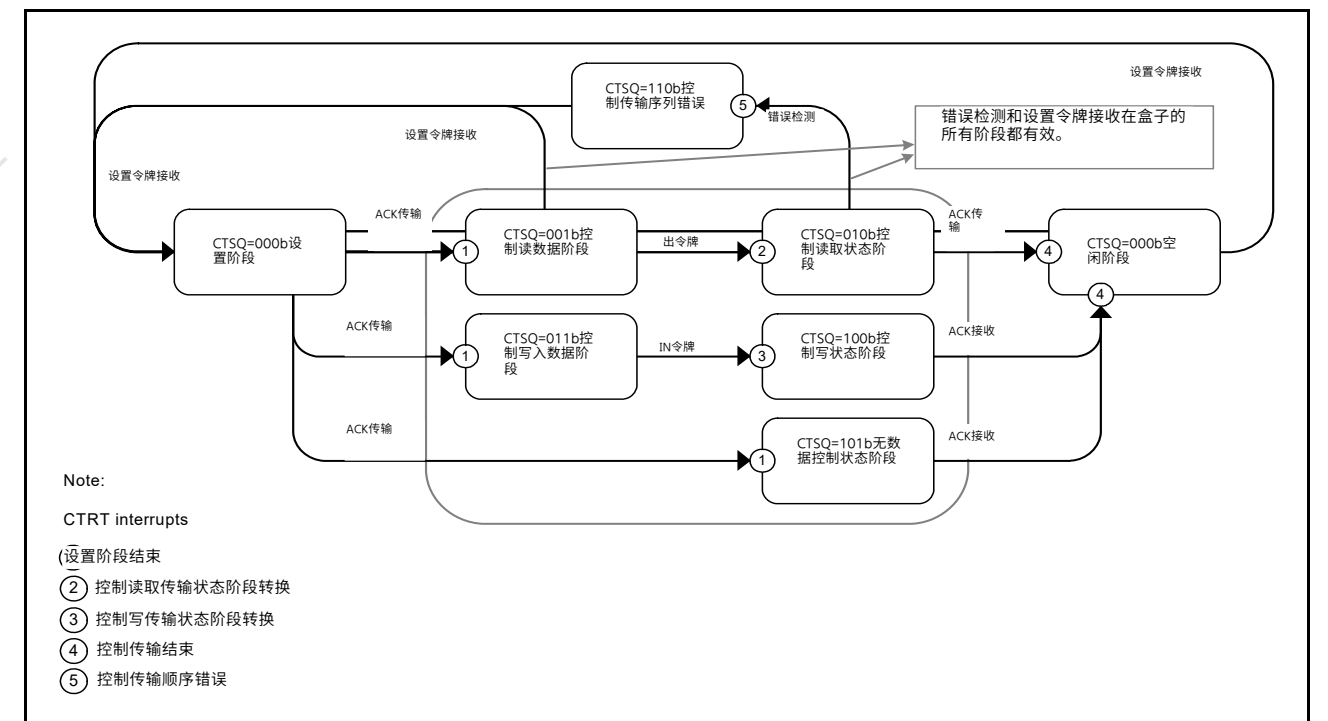 设置令牌接收
CTSQ=110b控
制传输序列错误
5
错误检测
错误检测和设置令牌接收在盒子的
所有阶段都有效。
设置令牌接收
设置令牌接收
ACK传输
ACK传
输
CTSQ=000b设
置阶段
1
CTSQ=001b控
制读数据阶段
出令牌
2
CTSQ=010b控
制读取状态阶
段
4
CTSQ=000b空
闲阶段
4
ACK传输
1
CTSQ=011b控
制写入数据阶
段
IN令牌
3
CTSQ=100b控
制写状态阶段
ACK接收
ACK传输
1
CTSQ=101b无数
据控制状态阶段
ACK接收
Note:
CTRT interrupts
(设置阶段结束
2 控制读取传输状态阶段转换
3 控制写传输状态阶段转换
4 控制传输结束
5 控制传输顺序错误